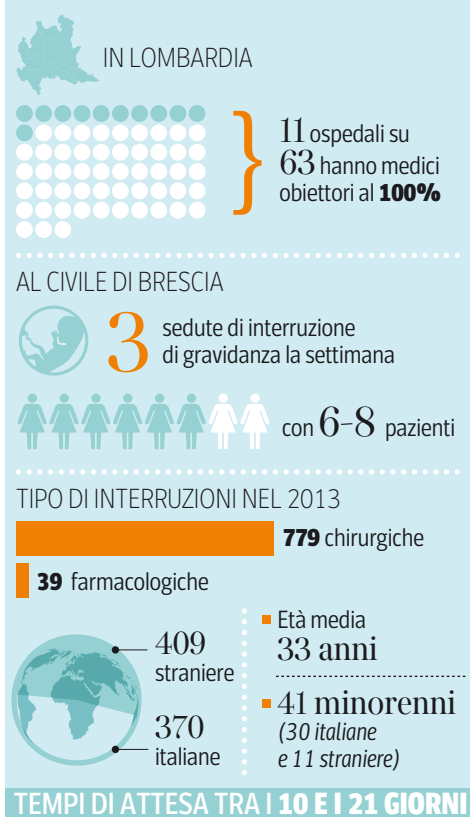 IN LOMBARDIA
11 ospedali su
63 hanno medici
obiettori al 100%
AL CIVILE DI BRESCIA
3
sedute di interruzione
di gravidanza la settimana
con 6-8 pazienti
TIPO DI INTERRUZIONI NEL 2013
779 chirurgiche
39 farmacologiche
409
straniere
370
italiane
Età media
33 anni
41 minorenni
(30 italiane
e 11 straniere)
TEMPI DI ATTESA TRA I 10 E I 21 GIORNI